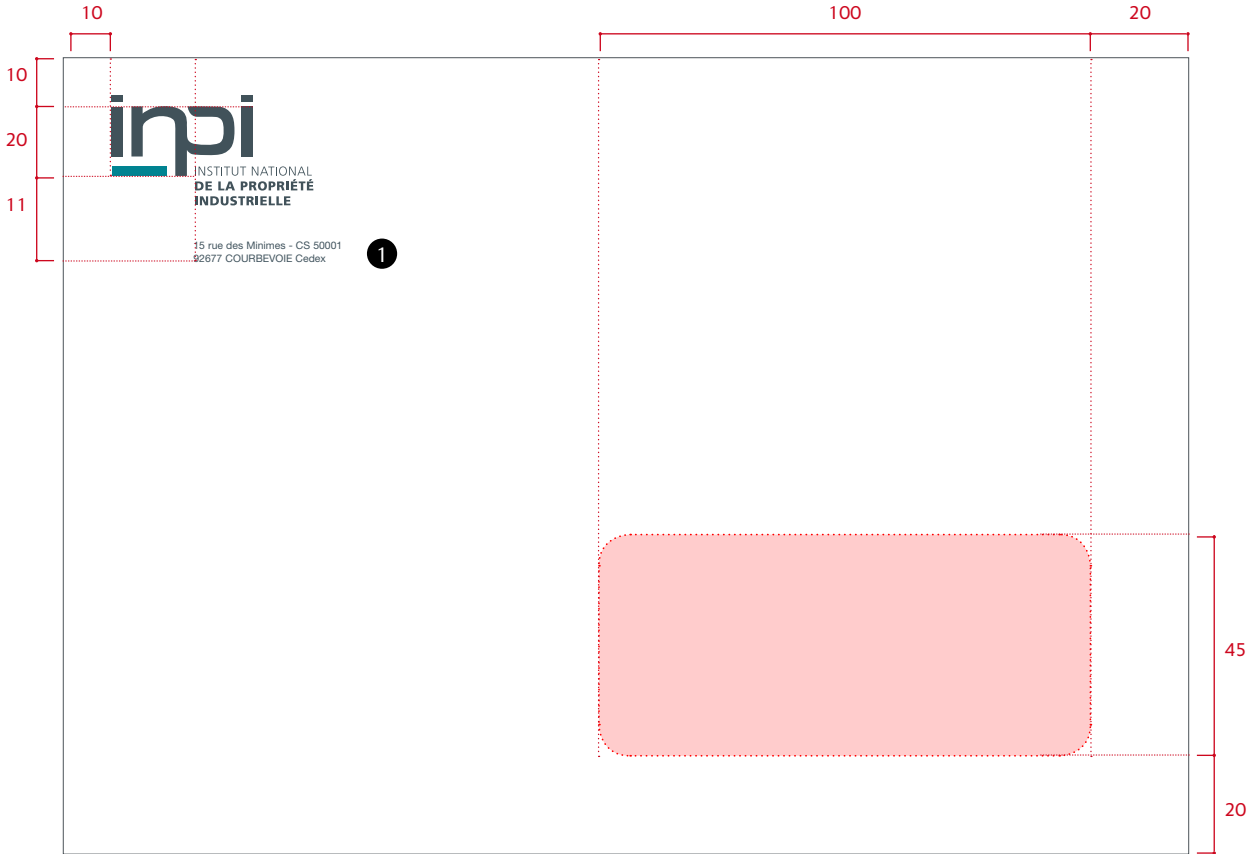 10
100
20
10
20
11
inpi
INSTITUT NATIONAL
DE LA PROPRIÉTÉ
INDUSTRIELLE
15 rue des Minimes - CS 50001
92677 COURBEVOIE Cedex
1
45
20